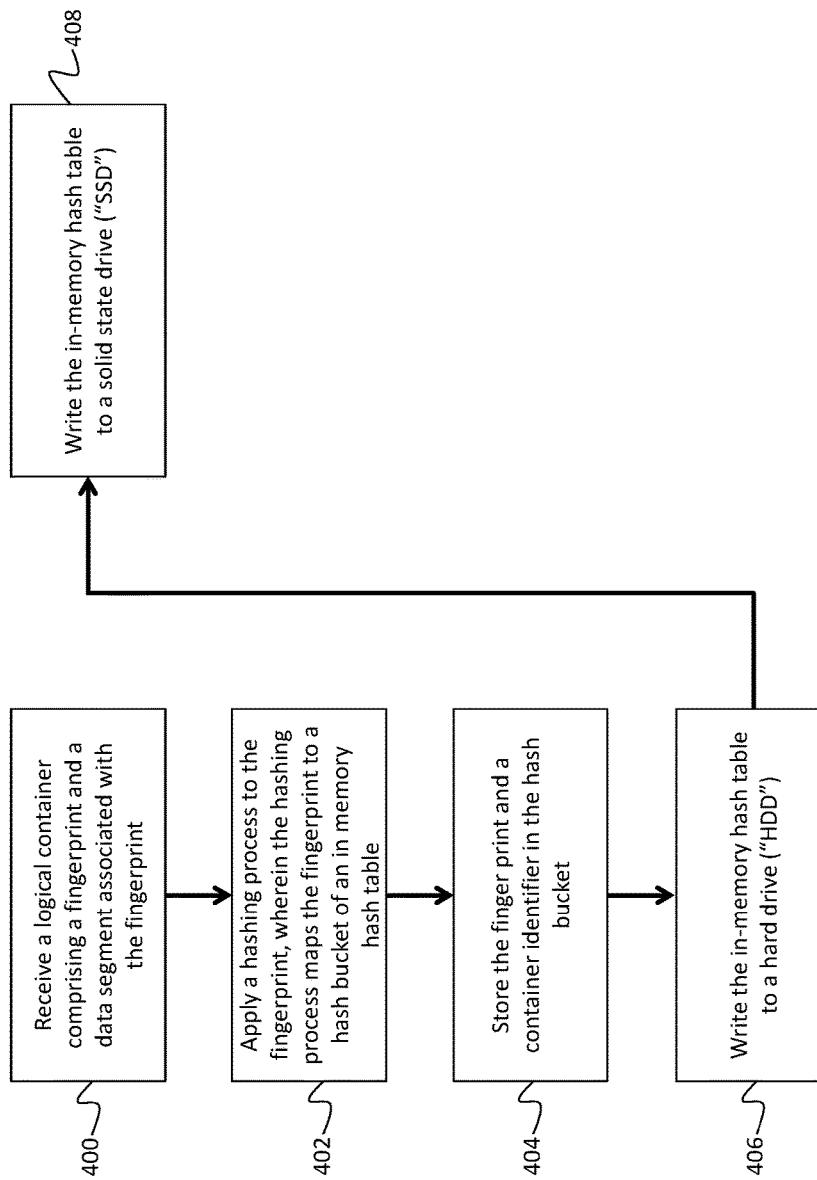 400
Receive a logical container
comprising a fingerprint and a
data segment associated with
the fingerprint
402
Apply a hashing process to the
fingerprint, wherein the hashing
process maps the fingerprint to a
hash bucket of an in memory
hash table
404
Store the finger print and a
container identifier in the hash
bucket
406
Write the in-memory hash table
to a hard drive (“HDD”)
408
Write the in-memory hash table
to a solid state drive (“SSD”)